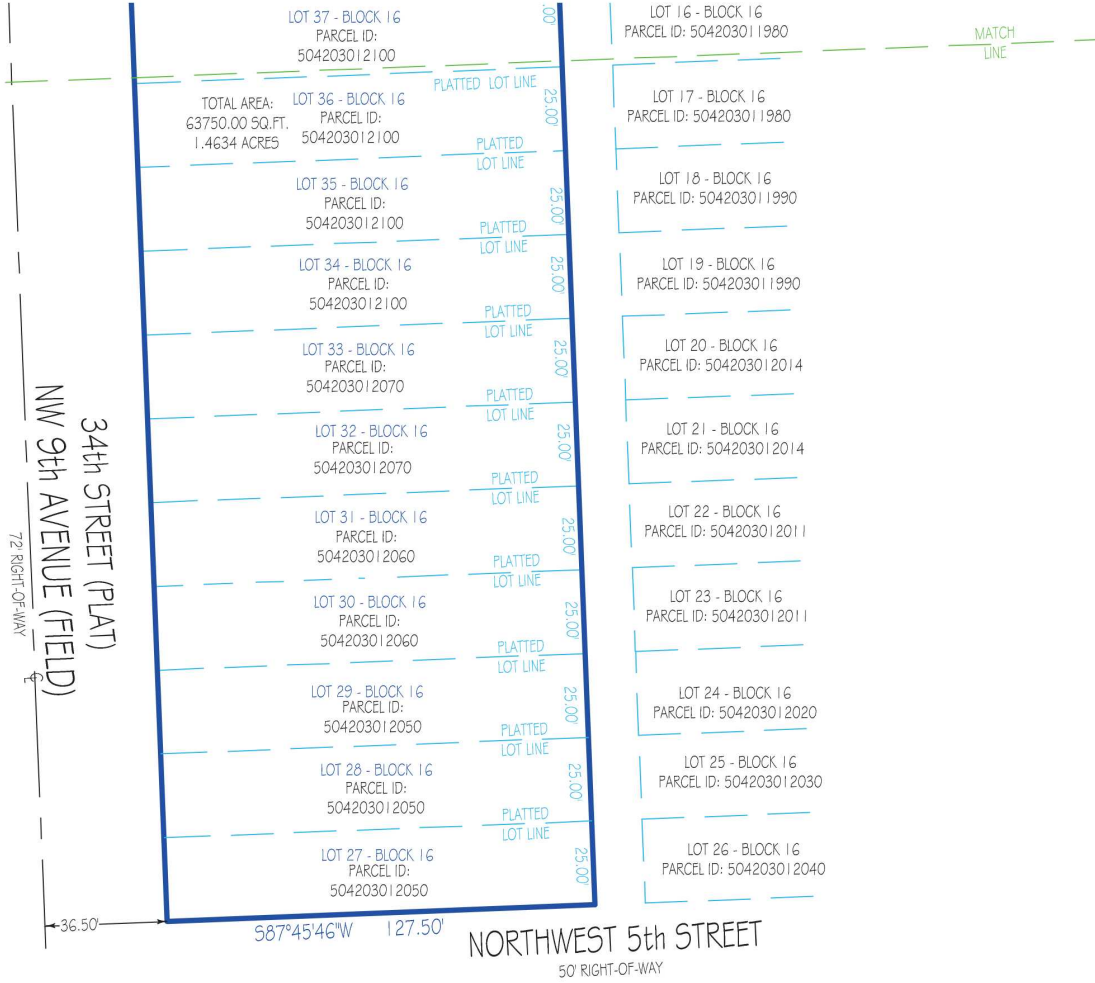 LOT 37 - BLOCK 16
PARCEL ID:
504203012100
.00'
LOT 16 - BLOCK 16
PARCEL ID: 504203011980
MATCH
LINE
PLATTED LOT LINE
TOTAL AREA:
63750.00 SQ.FT.
1.4634 ACRES
LOT 36 - BLOCK 16
PARCEL ID:
504203012100
25.00'
LOT 17 - BLOCK 16
PARCEL ID: 504203011980
PLATTED
LOT LINE
LOT 35 - BLOCK 16
PARCEL ID:
504203012100
25.00'
LOT 18 - BLOCK 16
PARCEL ID: 504203011990
PLATTED
LOT LINE
LOT 34 - BLOCK 16
PARCEL ID:
504203012100
25.00'
LOT 19 - BLOCK 16
PARCEL ID: 504203011990
PLATTED
LOT LINE
LOT 33 - BLOCK 16
PARCEL ID:
504203012070
25.00'
LOT 20 - BLOCK 16
PARCEL ID: 504203012014
PLATTED
LOT LINE
LOT 32 - BLOCK 16
PARCEL ID:
504203012070
25.00'
LOT 21 - BLOCK 16
PARCEL ID: 504203012014
PLATTED
LOT LINE
LOT 31 - BLOCK 16
PARCEL ID:
504203012060
25.00'
LOT 22 - BLOCK 16
PARCEL ID: 504203012011
PLATTED
LOT LINE
LOT 30 - BLOCK 16
PARCEL ID:
504203012060
25.00'
LOT 23 - BLOCK 16
PARCEL ID: 504203012011
PLATTED
LOT LINE
LOT 29 - BLOCK 16
PARCEL ID:
504203012050
25.00'
LOT 24 - BLOCK 16
PARCEL ID: 504203012020
PLATTED
LOT LINE
LOT 28 - BLOCK 16
PARCEL ID:
504203012050
25.00'
LOT 25 - BLOCK 16
PARCEL ID: 504203012030
PLATTED
LOT LINE
LOT 27 - BLOCK 16
PARCEL ID:
504203012050
25.00'
LOT 26 - BLOCK 16
PARCEL ID: 504203012040
34th STREET (PLAT)
NW 9th AVENUE (FIELD)
72' RIGHT-OF-WAY
36.50'
S87°45'46"W 127.50'
NORTHWEST 5th STREET
50' RIGHT-OF-WAY